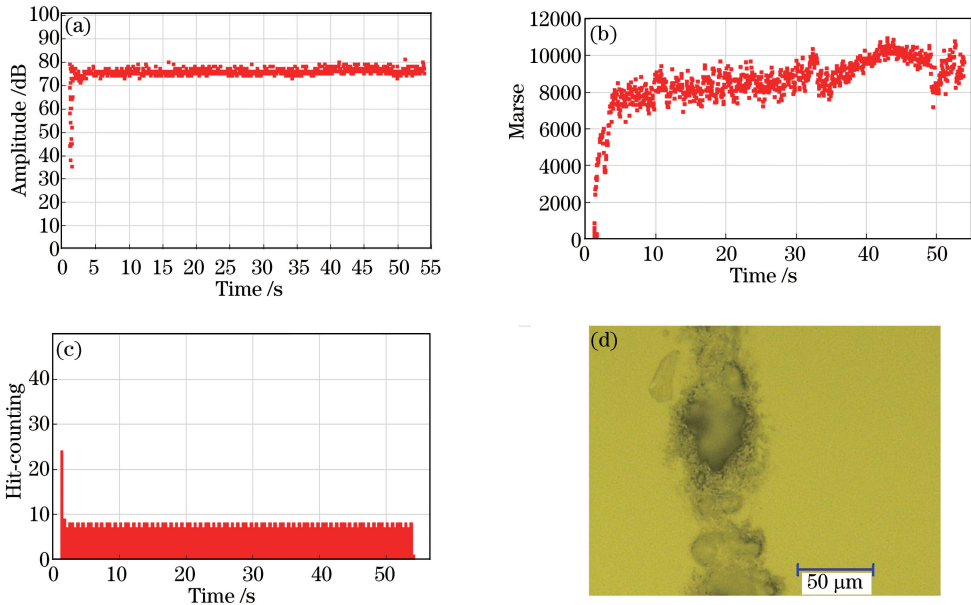 (a)
100
90
80
70
60
50
40
30
20
10
0
Amplitude /dB
0 5 10 15 20 25 30 35 40 45 50 55
Time /s
(b)
12000
10000
8000
6000
4000
2000
0
Marse
0 10 20 30 40 50
Time /s
(c)
40
30
20
10
0
Hit-counting
0 10 20 30 40 50
Time /s
(d)
50 μm